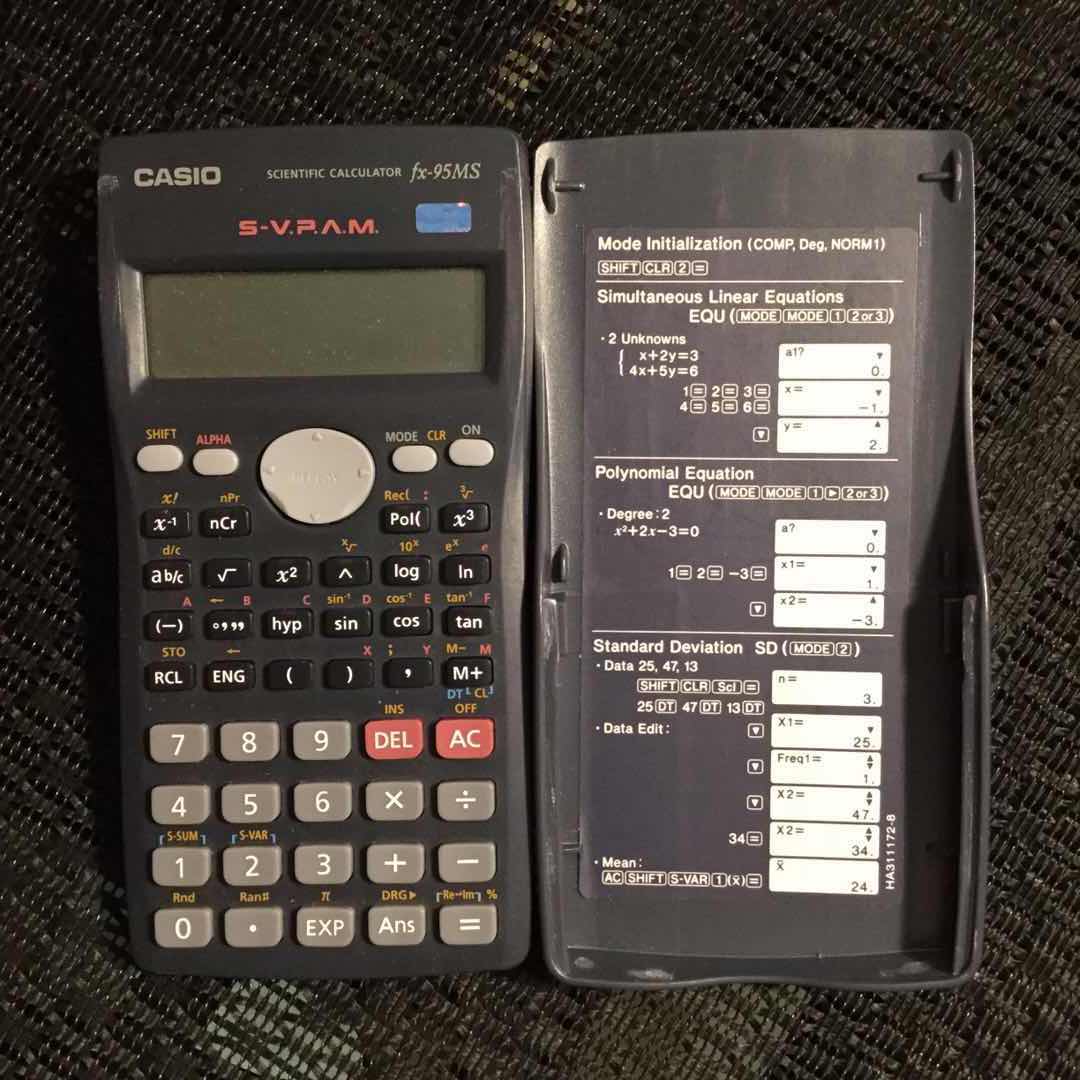 CASIO SCIENTIFIC CALCULATOR fx-95MS
S-V.P.A.M.
SHIFT ALPHA MODE CLR ON
x! nPr Rec( : ³√
x⁻¹ nCr Pol( x³
d/c ˣ√ 10ˣ eˣ e
a b/c √ x² ^ log ln
A ← B C sin⁻¹ D cos⁻¹ E tan⁻¹ F
(−) °,,, hyp sin cos tan
STO ← X ; Y M− M
RCL ENG ( ) , M+
DT CL
INS OFF
7 8 9 DEL AC
4 5 6 × ÷
S-SUM S-VAR
1 2 3 + −
Rnd Ran# π DRG▶ Re↔Im %
0 . EXP Ans =
Mode Initialization (COMP, Deg, NORM1)
SHIFT CLR 2 =
Simultaneous Linear Equations
EQU (MODE MODE 1 2 or 3)
・2 Unknowns
x+2y=3
4x+5y=6
a1? ▼
0.
1= 2= 3=
4= 5= 6=
x= ▼
−1.
▼ y= ▲
2.
Polynomial Equation
EQU (MODE MODE 1 ▶ 2 or 3)
・Degree:2
x²+2x−3=0
a? ▼
0.
1= 2= −3=
x1= ▼
1.
▼ x2= ▲
−3.
Standard Deviation SD (MODE 2)
・Data 25, 47, 13
SHIFT CLR Scl =
25 DT 47 DT 13 DT
n=
3.
・Data Edit: ▼ X1= ▼
25.
▼ Freq1= ▲▼
1.
▼ X2= ▲▼
47.
34= X2= ▲▼
34.
・Mean:
AC SHIFT S-VAR 1 (x̄) =
x̄
24.
HA311172-8